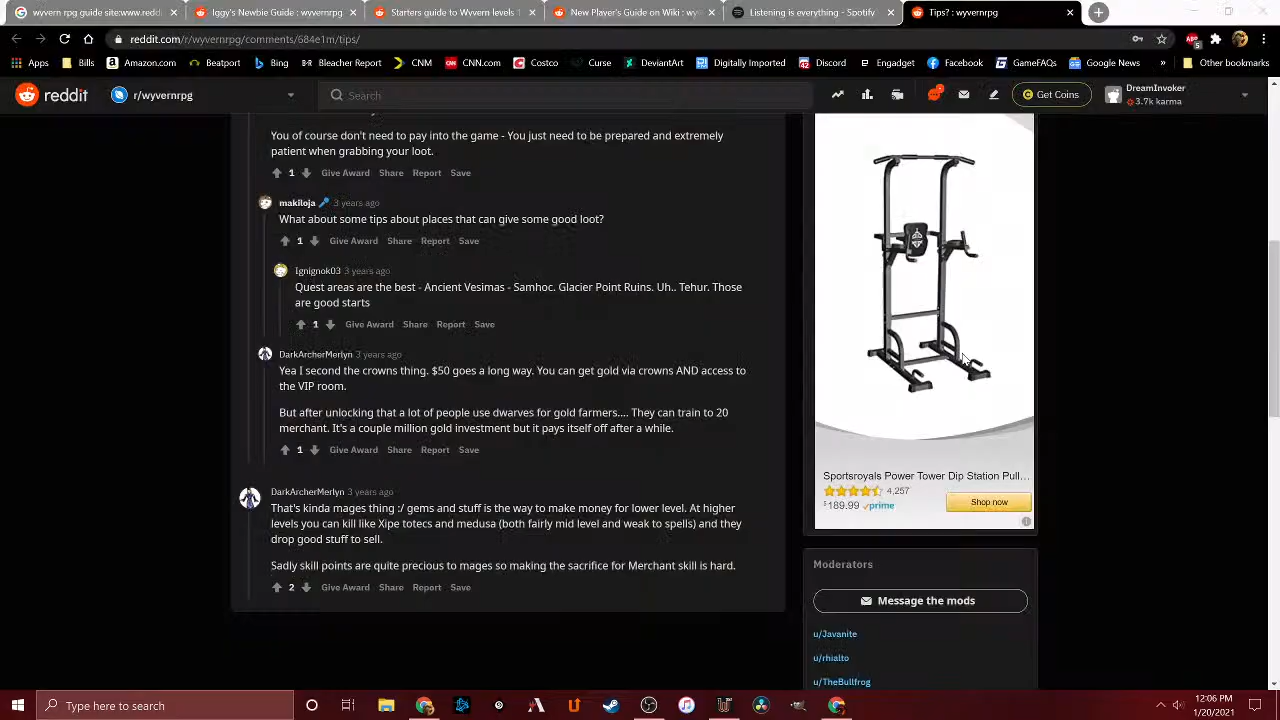 wyvern rpg guide site:www.reddi
Iggy's Newbie Guide : wyvernrp
Starters guide to Wyvern levels 1
New Player's Guide on Wiki : wy
Listening is everything - Spotify
Tips? : wyvernrpg
reddit.com/r/wyvernrpg/comments/684e1m/tips/
Apps Bills Amazon.com Beatport Bing Bleacher Report CNM CNN.com Costco Curse DeviantArt Digitally Imported Discord Engadget Facebook GameFAQs Google News » Other bookmarks
reddit r/wyvernrpg Search Get Coins DreamInvoker
3.7k karma
You of course don't need to pay into the game - You just need to be prepared and extremely
patient when grabbing your loot.
1 Give Award Share Report Save
makiloja 3 years ago
What about some tips about places that can give some good loot?
1 Give Award Share Report Save
Ignignok03 3 years ago
Quest areas are the best - Ancient Vesimas - Samhoc. Glacier Point Ruins. Uh.. Tehur. Those
are good starts
1 Give Award Share Report Save
DarkArcherMerlyn 3 years ago
Yea I second the crowns thing. $50 goes a long way. You can get gold via crowns AND access to
the VIP room.
But after unlocking that a lot of people use dwarves for gold farmers.... They can train to 20
merchant. It's a couple million gold investment but it pays itself off after a while.
1 Give Award Share Report Save
DarkArcherMerlyn 3 years ago
That's the mages thing :/ gems and stuff is the way to make money for lower level. At higher
levels you can kill like Xipe totecs and medusa (both fairly mid level and weak to spells) and they
drop good stuff to sell.
Sadly skill points are quite precious to mages so making the sacrifice for Merchant skill is hard.
2 Give Award Share Report Save
Sportsroyals Power Tower Dip Station Pull...
4,257
$189.99 prime
Shop now
Moderators
Message the mods
u/Javanite
u/rhialto
u/TheBullfrog
Type here to search
12:06 PM
1/20/2021